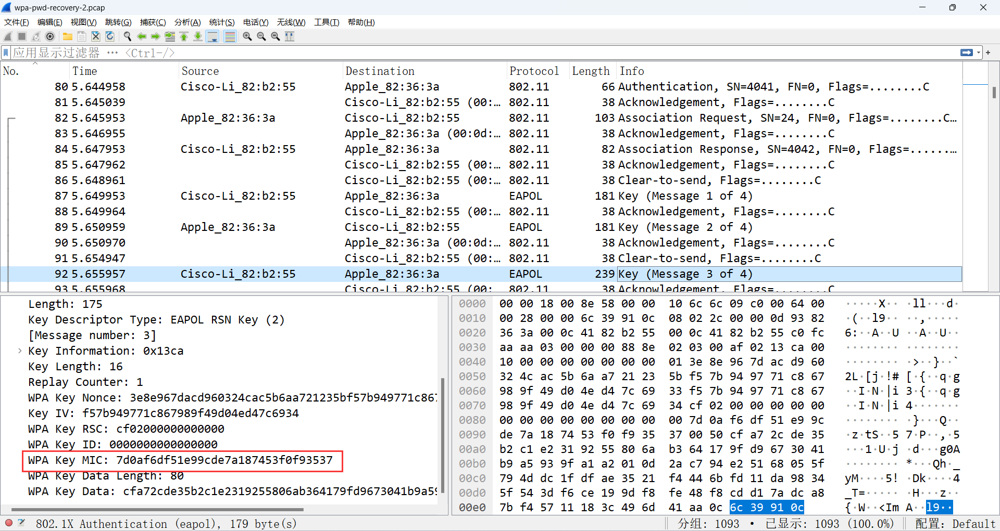 wpa-pwd-recovery-2.pcap
文件(F) 编辑(E) 视图(V) 跳转(G) 捕获(C) 分析(A) 统计(S) 电话(Y) 无线(W) 工具(T) 帮助(H)
应用显示过滤器 … <Ctrl-/>
No. Time Source Destination Protocol Length Info
80 5.644958 Cisco-Li_82:b2:55 Apple_82:36:3a 802.11 66 Authentication, SN=4041, FN=0, Flags=........C
81 5.645039 Cisco-Li_82:b2:55 (00:… 802.11 38 Acknowledgement, Flags=........C
82 5.645953 Apple_82:36:3a Cisco-Li_82:b2:55 802.11 103 Association Request, SN=24, FN=0, Flags=........C…
83 5.646955 Apple_82:36:3a (00:0d:… 802.11 38 Acknowledgement, Flags=........C
84 5.647953 Cisco-Li_82:b2:55 Apple_82:36:3a 802.11 82 Association Response, SN=4042, FN=0, Flags=.......…
85 5.647962 Cisco-Li_82:b2:55 (00:… 802.11 38 Acknowledgement, Flags=........C
86 5.648961 Cisco-Li_82:b2:55 (00:… 802.11 38 Clear-to-send, Flags=........C
87 5.649953 Cisco-Li_82:b2:55 Apple_82:36:3a EAPOL 181 Key (Message 1 of 4)
88 5.649964 Cisco-Li_82:b2:55 (00:… 802.11 38 Acknowledgement, Flags=........C
89 5.650959 Apple_82:36:3a Cisco-Li_82:b2:55 EAPOL 181 Key (Message 2 of 4)
90 5.650970 Apple_82:36:3a (00:0d:… 802.11 38 Acknowledgement, Flags=........C
91 5.654947 Cisco-Li_82:b2:55 (00:… 802.11 38 Clear-to-send, Flags=........C
92 5.655957 Cisco-Li_82:b2:55 Apple_82:36:3a EAPOL 239 Key (Message 3 of 4)
93 5.655968 Cisco-Li_82:b2:55 (00: 802.11 38 Acknowledgement, Flags=........C
Length: 175
Key Descriptor Type: EAPOL RSN Key (2)
[Message number: 3]
Key Information: 0x13ca
Key Length: 16
Replay Counter: 1
WPA Key Nonce: 3e8e967dacd960324cac5b6aa721235bf57b949771c867
Key IV: f57b949771c867989f49d04ed47c6934
WPA Key RSC: cf02000000000000
WPA Key ID: 0000000000000000
WPA Key MIC: 7d0af6df51e99cde7a187453f0f93537
WPA Key Data Length: 80
WPA Key Data: cfa72cde35b2c1e2319255806ab364179fd9673041b9a59
0000 00 00 18 00 8e 58 00 00 10 6c 6c 09 c0 00 64 00 ·····X·· ·ll···d·
0010 00 28 00 00 6c 39 91 0c 08 02 2c 00 00 0d 93 82 ·(··l9·· ··,·····
0020 36 3a 00 0c 41 82 b2 55 00 0c 41 82 b2 55 c0 fc 6:··A··U ··A··U··
0030 aa aa 03 00 00 00 88 8e 02 03 00 af 02 13 ca 00 ········ ········
0040 10 00 00 00 00 00 00 00 01 3e 8e 96 7d ac d9 60 ········ ·>··}··`
0050 32 4c ac 5b 6a a7 21 23 5b f5 7b 94 97 71 c8 67 2L·[j·!# [·{··q·g
0060 98 9f 49 d0 4e d4 7c 69 33 f5 7b 94 97 71 c8 67 ··I·N·|i 3·{··q·g
0070 98 9f 49 d0 4e d4 7c 69 34 cf 02 00 00 00 00 00 ··I·N·|i 4·······
0080 00 00 00 00 00 00 00 00 00 7d 0a f6 df 51 e9 9c ········ ·}···Q··
0090 de 7a 18 74 53 f0 f9 35 37 00 50 cf a7 2c de 35 ·z·tS··5 7·P··,·5
00a0 b2 c1 e2 31 92 55 80 6a b3 64 17 9f d9 67 30 41 ···1·U·j ·d···g0A
00b0 b9 a5 93 9f a1 a2 01 0d 2a c7 94 e2 51 68 05 5f ········ *···Qh·_
00c0 79 4d dc 1f df ae 35 21 f4 44 6b fd 11 da 98 34 yM····5! ·Dk····4
00d0 5f 54 3d f6 ce 19 9d f8 fe 48 f8 cd d1 7a dc a8 _T=····· ·H···z··
00e0 7b f4 57 11 18 3c 49 6d 41 aa 0c 6c 39 91 0c {·W··<Im A··l9··
802.1X Authentication (eapol), 179 byte(s) 分组: 1093 · 已显示: 1093 (100.0%) 配置: Default